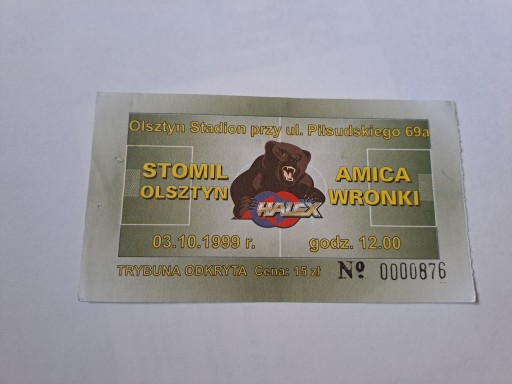 Olsztyn Stadion przy ul. Piłsudskiego 69a
STOMIL OLSZTYN
HALEX
AMICA WRONKI
03.10.1999 r. godz. 12.00
TRYBUNA ODKRYTA Cena: 15 zł № 0000876